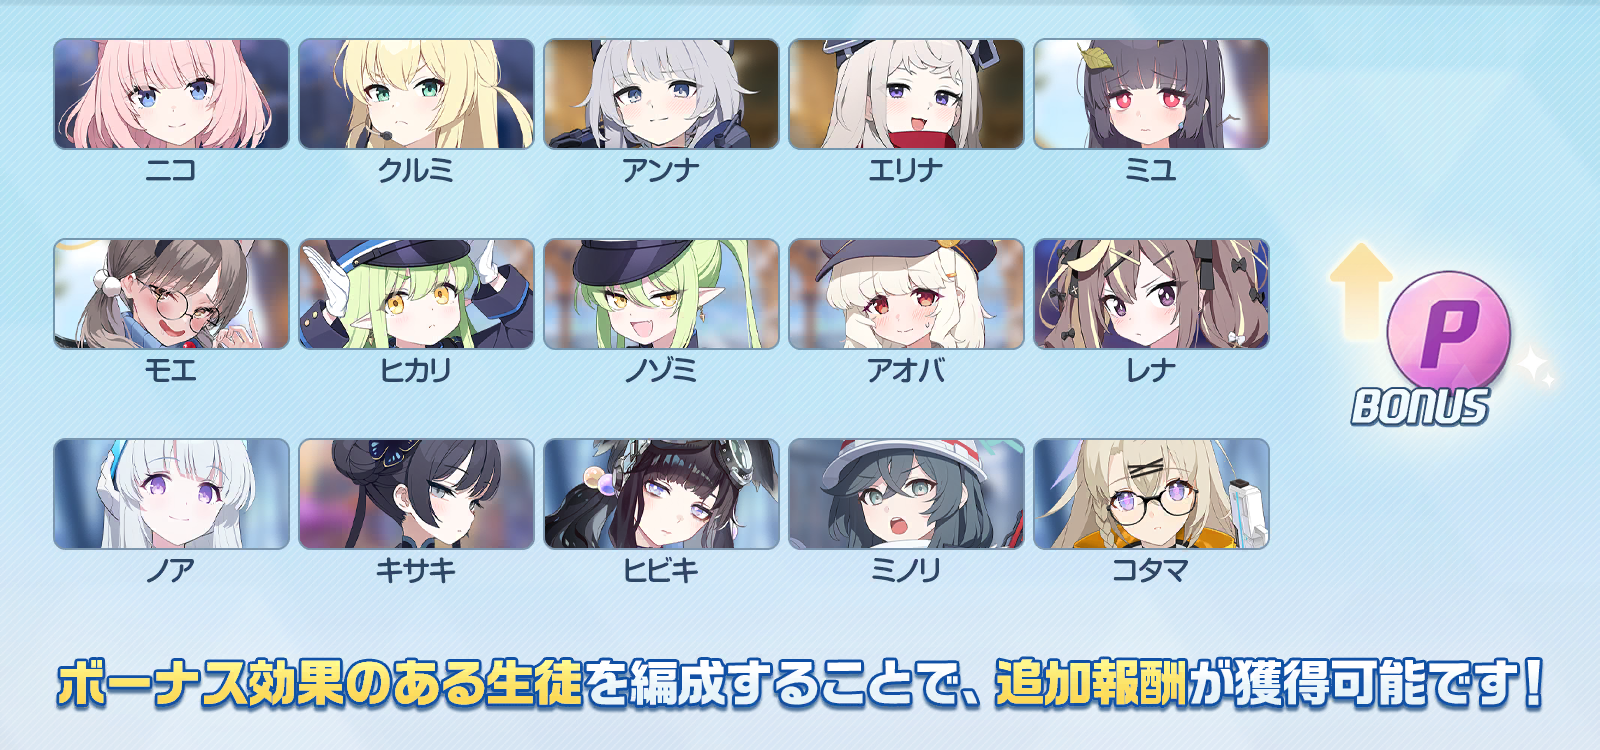 ニコ クルミ アンナ エリナ ミユ
モエ ヒカリ ノゾミ アオバ レナ
P
BONUS
ノア キサキ ヒビキ ミノリ コタマ
ボーナス効果のある生徒を編成することで、追加報酬が獲得可能です!